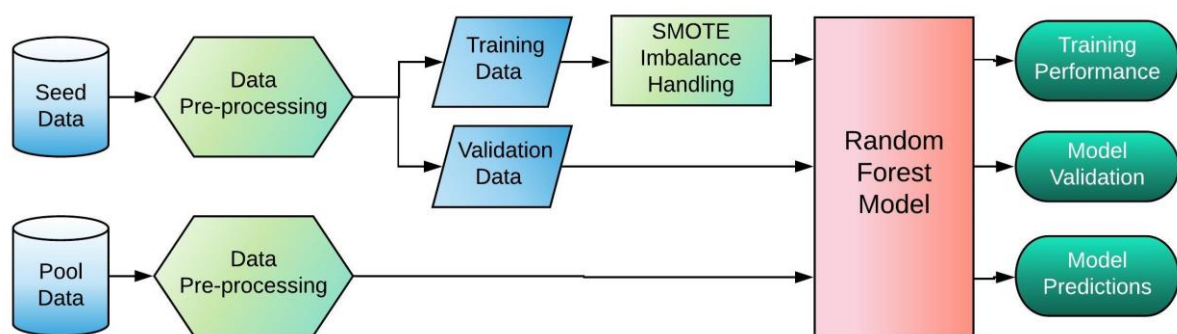 Seed
Data
Data
Pre-processing
Training
Data
SMOTE
Imbalance
Handling
Validation
Data
Pool
Data
Data
Pre-processing
Random
Forest
Model
Training
Performance
Model
Validation
Model
Predictions